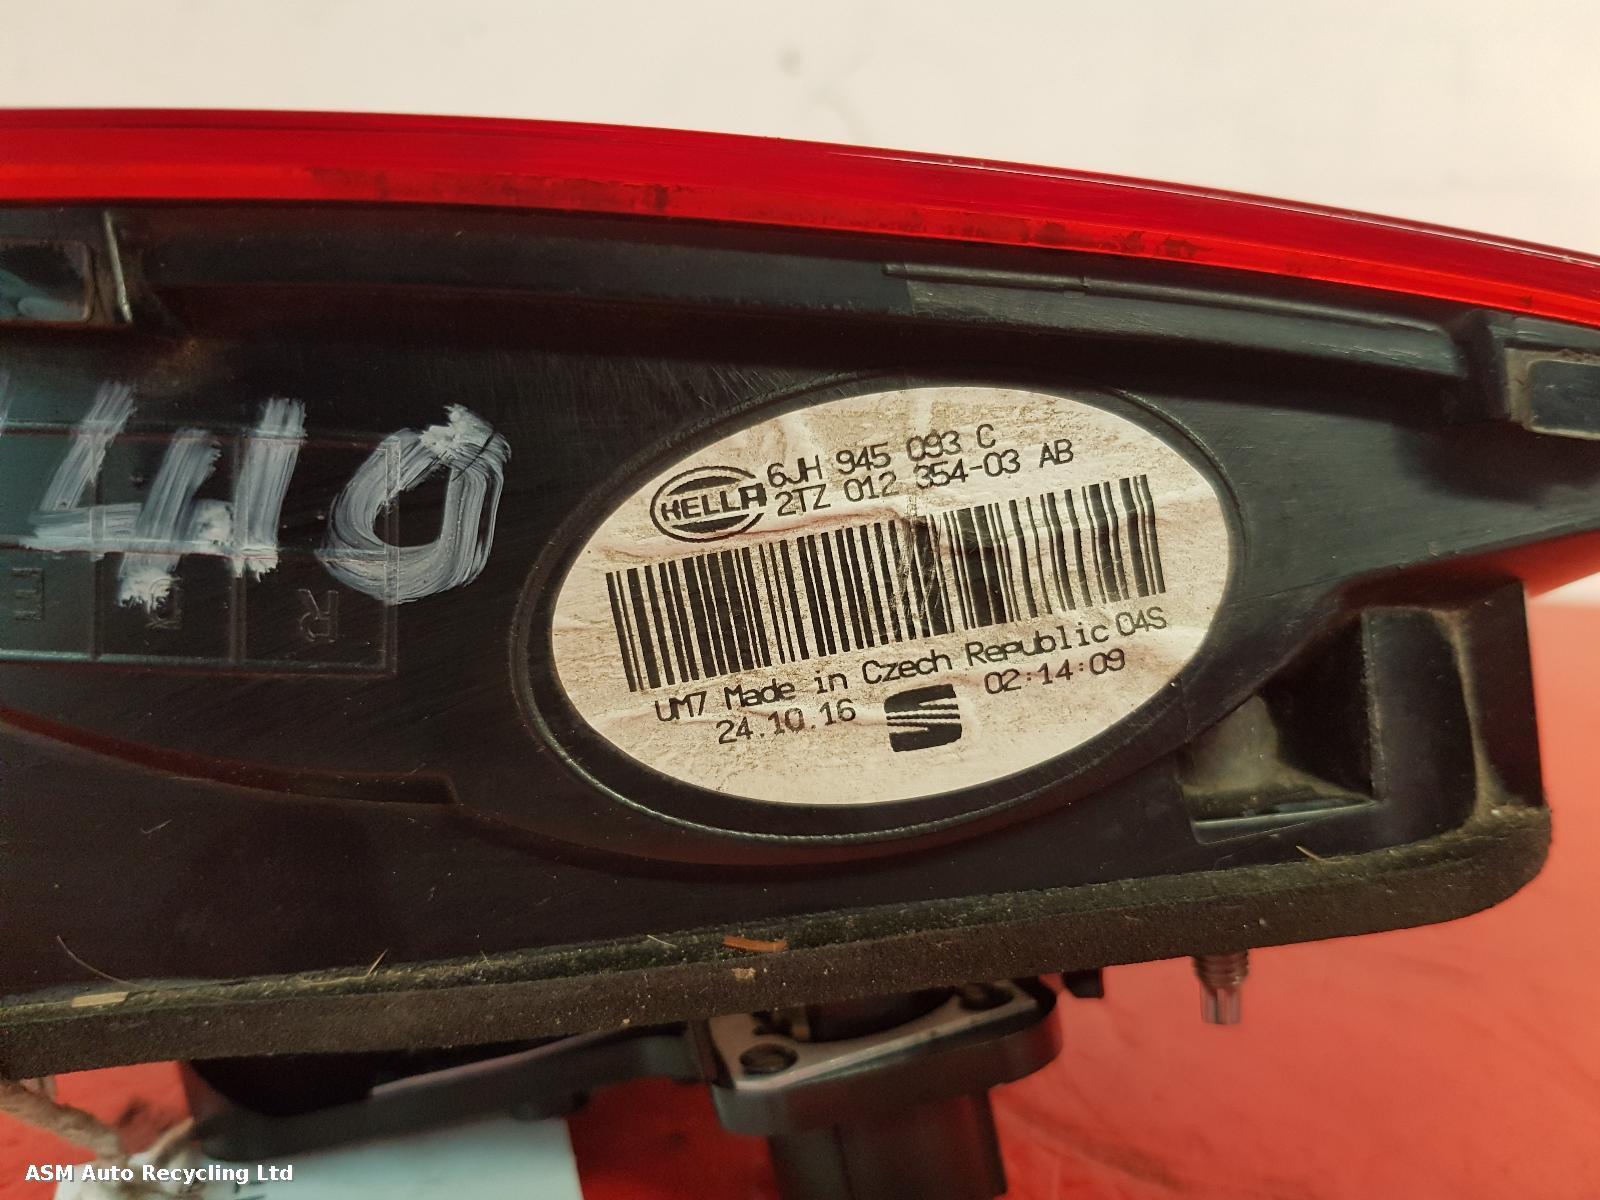 410
HELLA
6JH 945 093 C
2TZ 012 354-03 AB
UM7 Made in Czech Republic 04S
24.10.16
02:14:09
R
ASM Auto Recycling Ltd